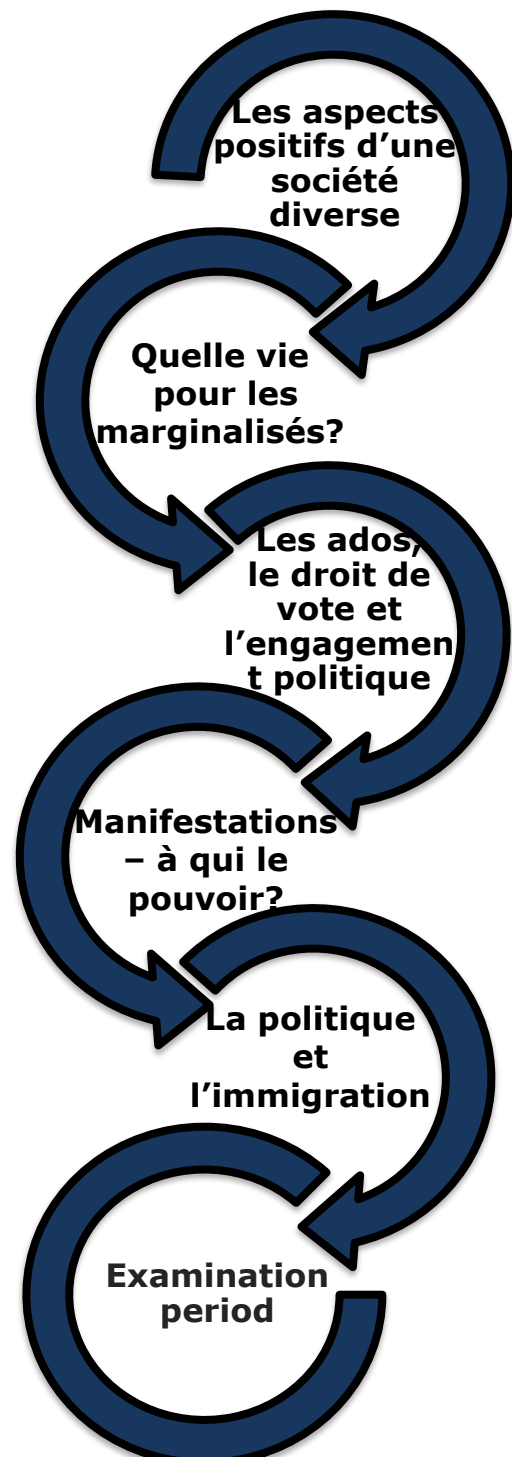 Les aspects
positifs d’une
société
diverse
Quelle vie
pour les
marginalisés?
Les ados,
le droit de
vote et
l’engagemen
t politique
Manifestations
– à qui le
pouvoir?
La politique
et
l’immigration
Examination
period